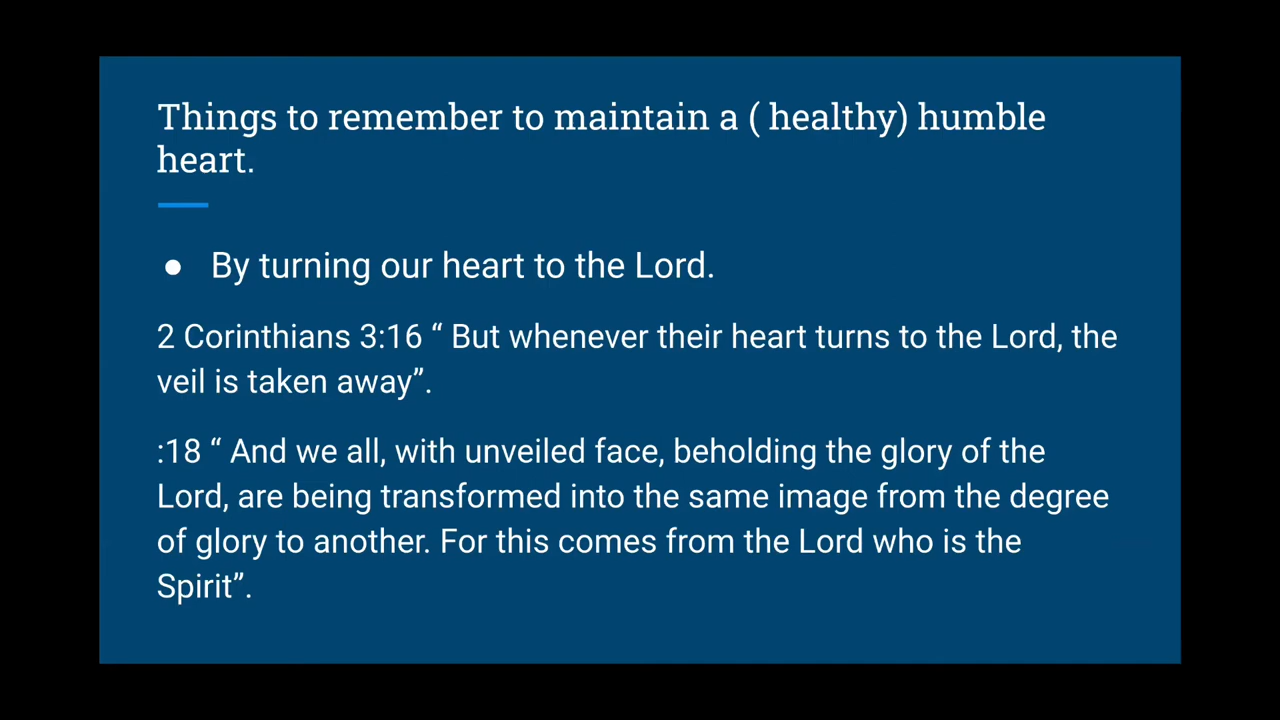 Things to remember to maintain a ( healthy) humble
heart.
● By turning our heart to the Lord.
2 Corinthians 3:16 “ But whenever their heart turns to the Lord, the
veil is taken away”.
:18 “ And we all, with unveiled face, beholding the glory of the
Lord, are being transformed into the same image from the degree
of glory to another. For this comes from the Lord who is the
Spirit”.